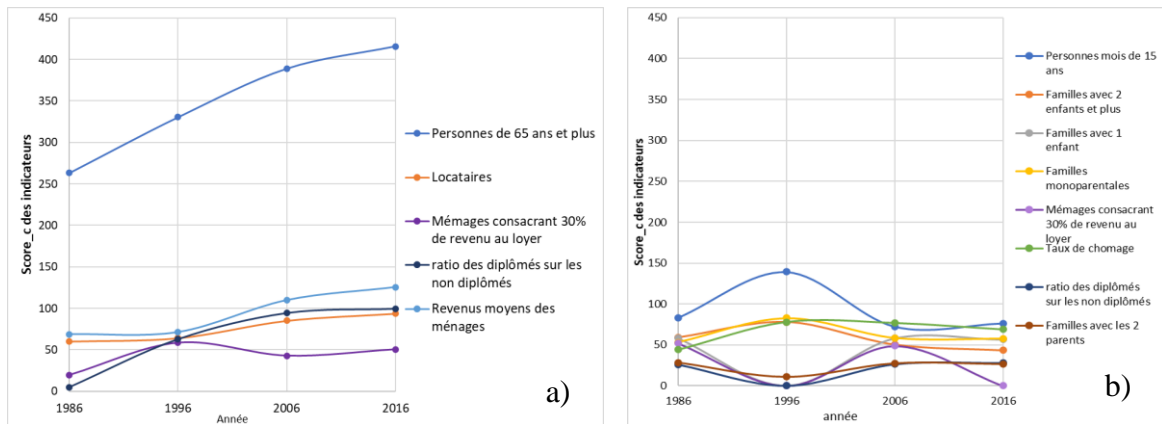 450
400
350
300
250
200
150
100
50
0
Score_c des indicateurs
1986
1996
2006
2016
Année
Personnes de 65 ans et plus
Locataires
Mémages consacrant 30%
de revenu au loyer
ratio des diplômés sur les
non diplômés
Revenus moyens des
ménages
a)
450
400
350
300
250
200
150
100
50
0
Score_c des indicateurs
1986
1996
2006
2016
année
Personnes mois de 15
ans
Familles avec 2
enfants et plus
Familles avec 1
enfant
Familles
monoparentales
Mémages consacrant
30% de revenu au
loyer
Taux de chomage
ratio des diplômés
sur les non diplômés
Familles avec les 2
parents
b)